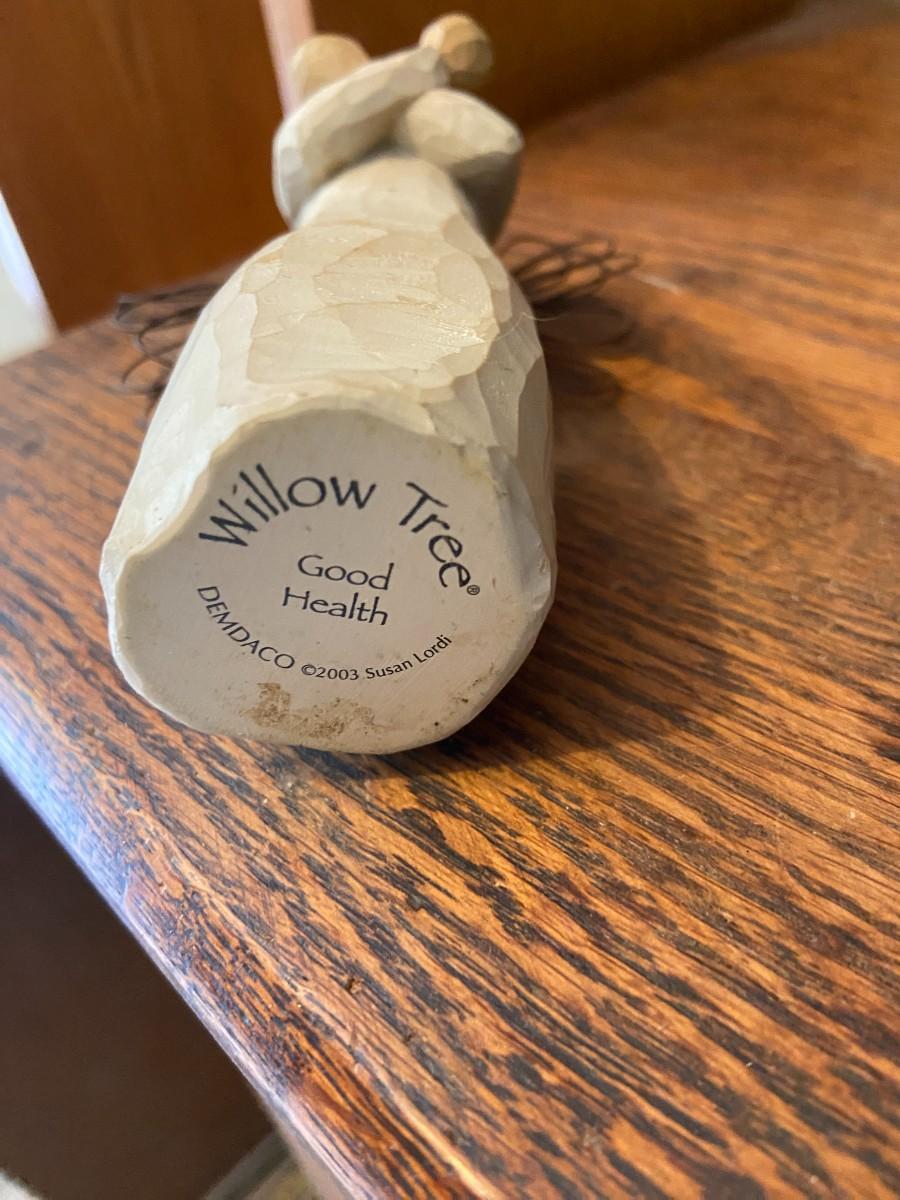 Willow Tree®
Good
Health
DEMDACO ©2003 Susan Lordi